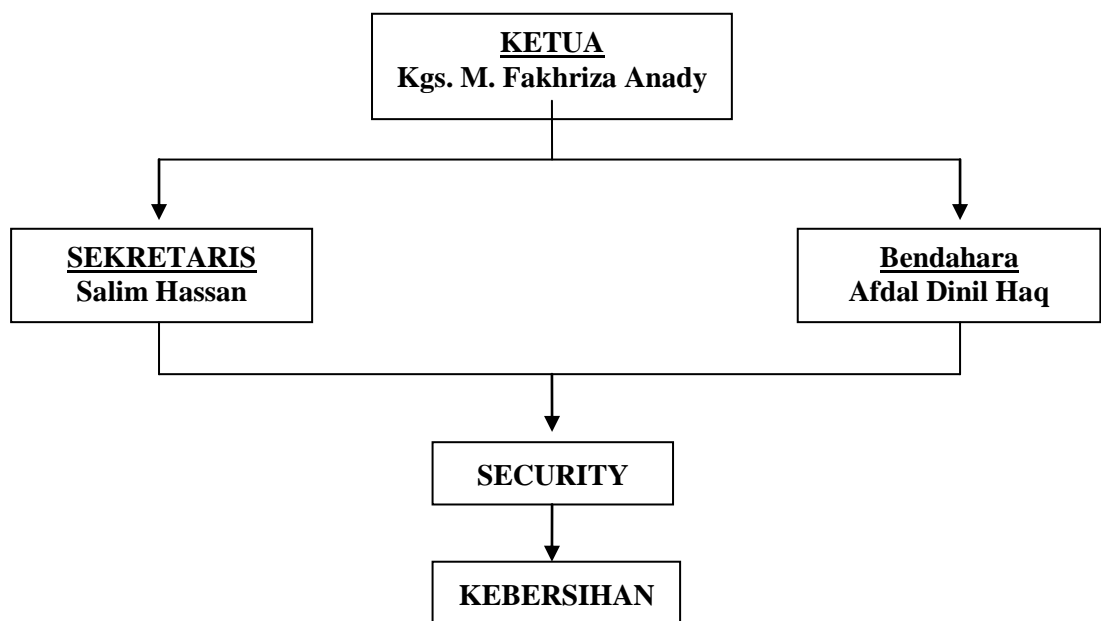 KETUA
Kgs. M. Fakhriza Anady
SEKRETARIS
Salim Hassan
Bendahara
Afdal Dinil Haq
SECURITY
KEBERSIHAN